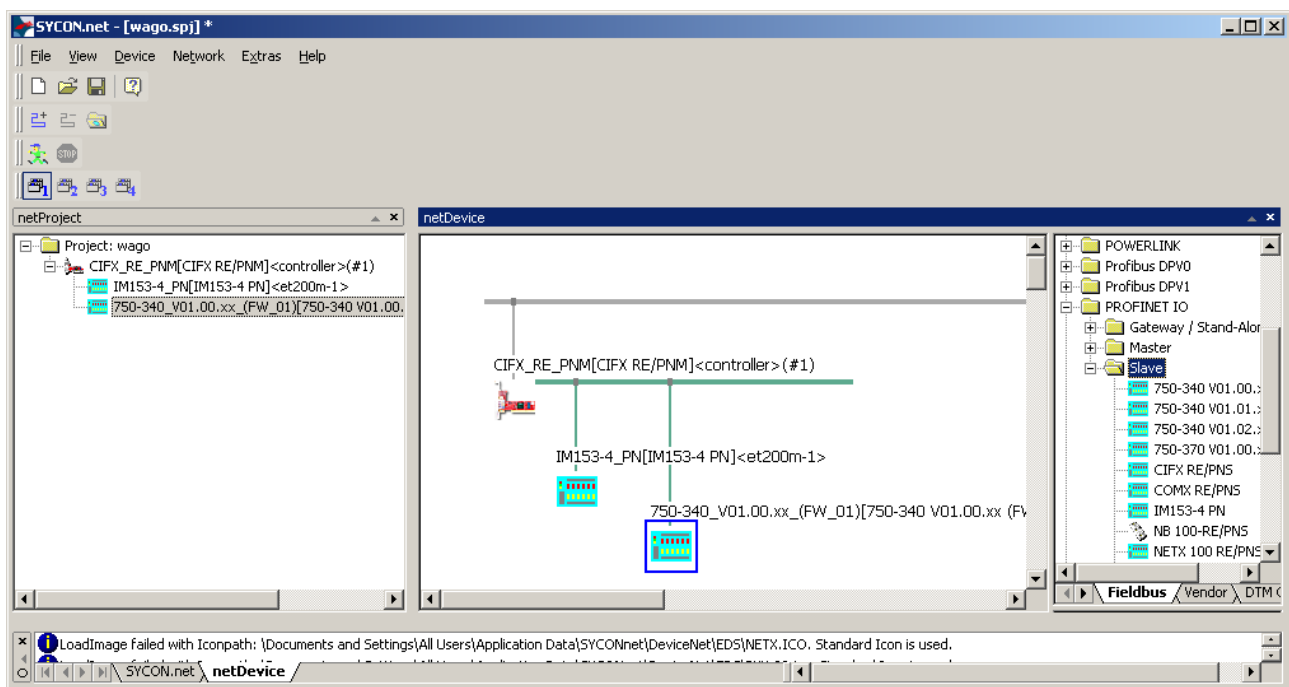 SYCON.net - [wago.spj] *
File View Device Network Extras Help
STOP
1 2 3 4
netProject
Project: wago
CIFX_RE_PNM[CIFX RE/PNM]<controller>(#1)
IM153-4_PN[IM153-4 PN]<et200m-1>
750-340_V01.00.xx_(FW_01)[750-340 V01.00.
netDevice
CIFX_RE_PNM[CIFX RE/PNM]<controller>(#1)
IM153-4_PN[IM153-4 PN]<et200m-1>
750-340_V01.00.xx_(FW_01)[750-340 V01.00.xx (FW
POWERLINK
Profibus DPV0
Profibus DPV1
PROFINET IO
Gateway / Stand-Alon
Master
Slave
750-340 V01.00.x
750-340 V01.01.x
750-340 V01.02.x
750-370 V01.00.x
CIFX RE/PNS
COMX RE/PNS
IM153-4 PN
NB 100-RE/PNS
NETX 100 RE/PNS
Fieldbus Vendor DTM
LoadImage failed with Iconpath: \Documents and Settings\All Users\Application Data\SYCONnet\DeviceNet\EDS\NETX.ICO. Standard Icon is used.
SYCON.net netDevice